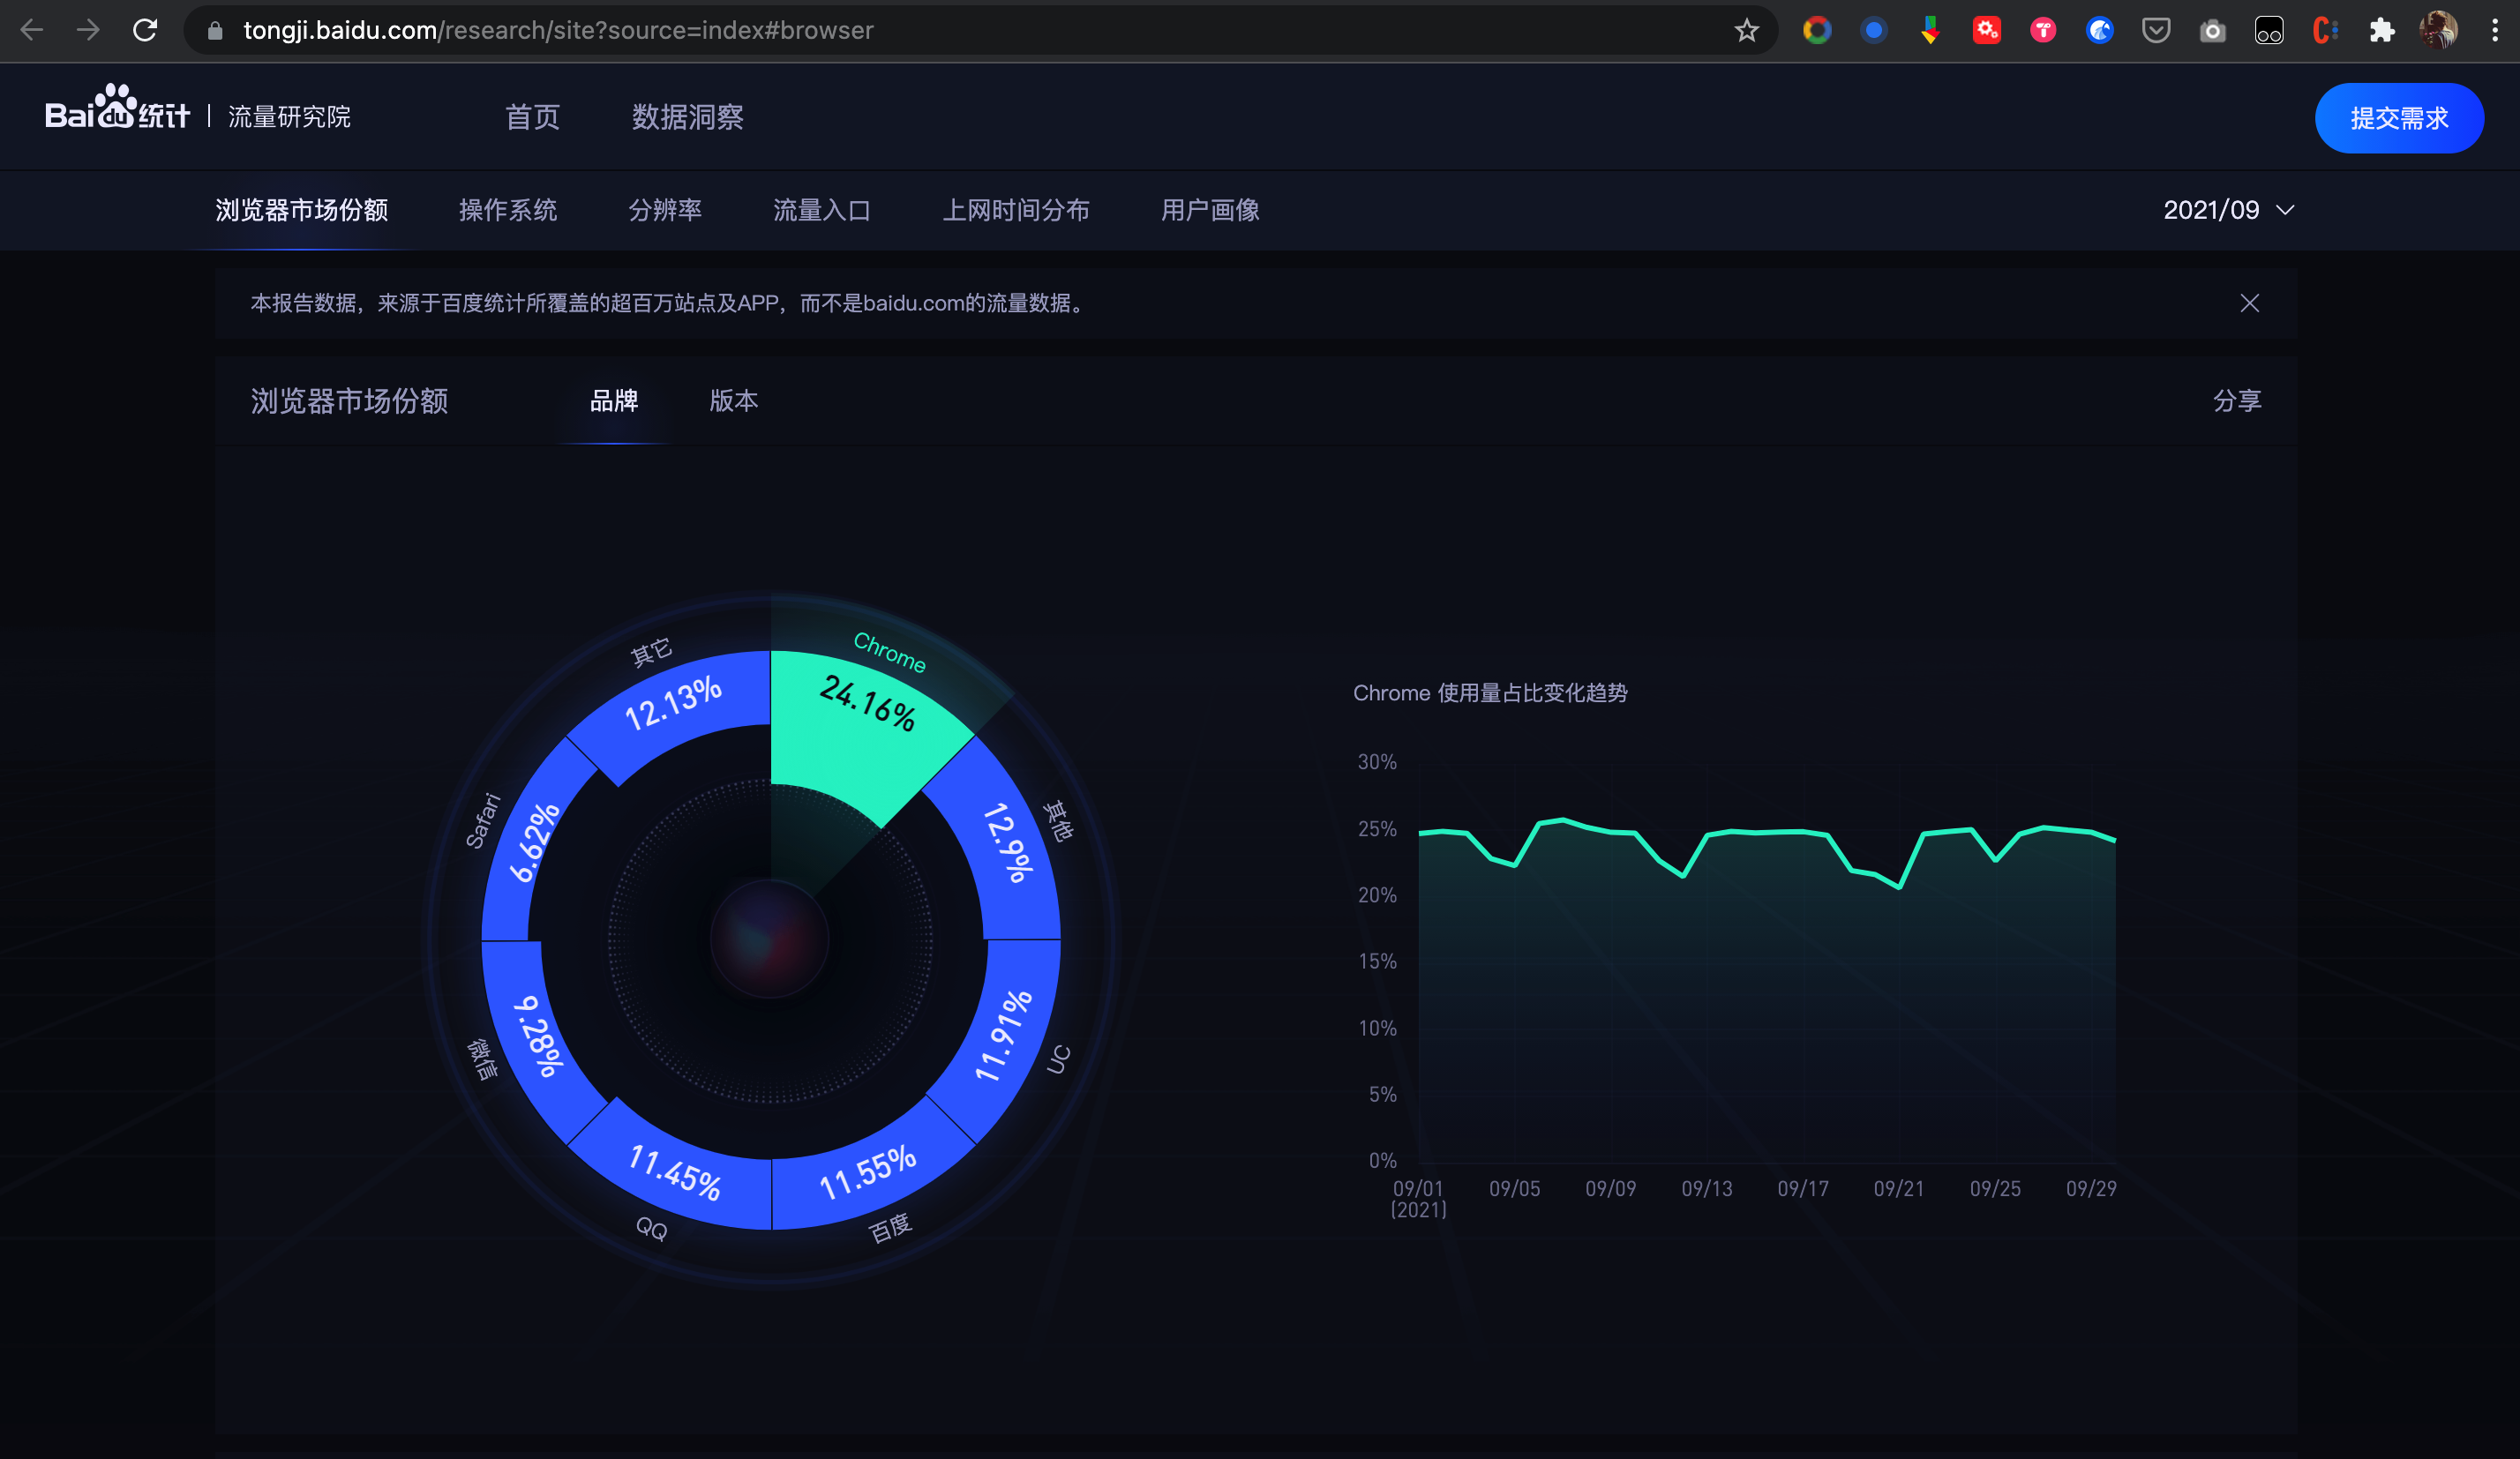 tongji.baidu.com/research/site?source=index#browser
Baidu统计 | 流量研究院
首页
数据洞察
提交需求
浏览器市场份额
操作系统
分辨率
流量入口
上网时间分布
用户画像
2021/09
本报告数据，来源于百度统计所覆盖的超百万站点及APP，而不是baidu.com的流量数据。
浏览器市场份额
品牌
版本
分享
Chrome
24.16%
其他
12.9%
UC
11.91%
百度
11.55%
QQ
11.45%
微信
9.28%
Safari
6.62%
其它
12.13%
Chrome 使用量占比变化趋势
30%
25%
20%
15%
10%
5%
0%
09/01 09/05 09/09 09/13 09/17 09/21 09/25 09/29
(2021)